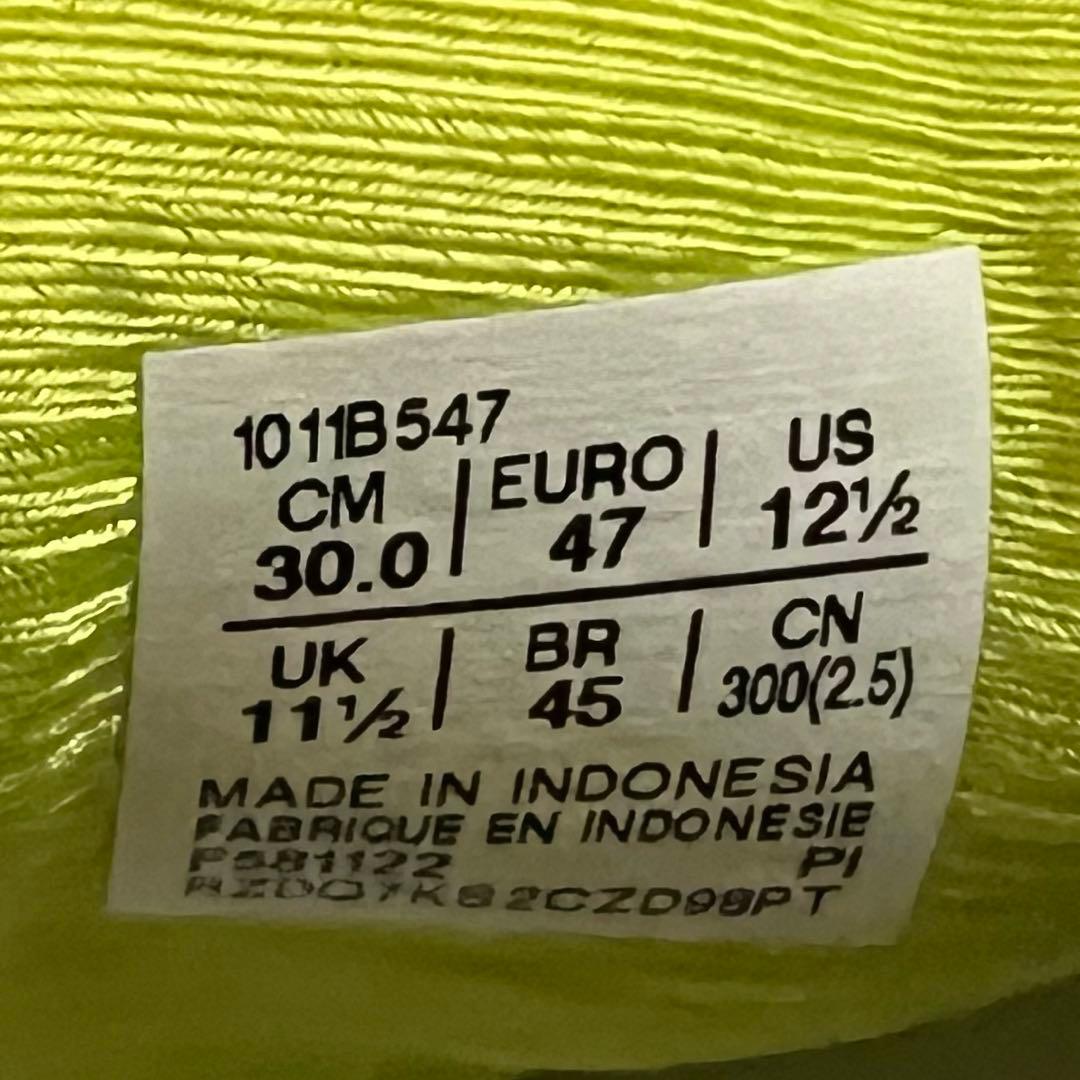 1011B547
CM | EURO | US
30.0 | 47 | 12½
UK | BR | CN
11½ | 45 | 300(2.5)
MADE IN INDONESIA
FABRIQUE EN INDONESIE
PI